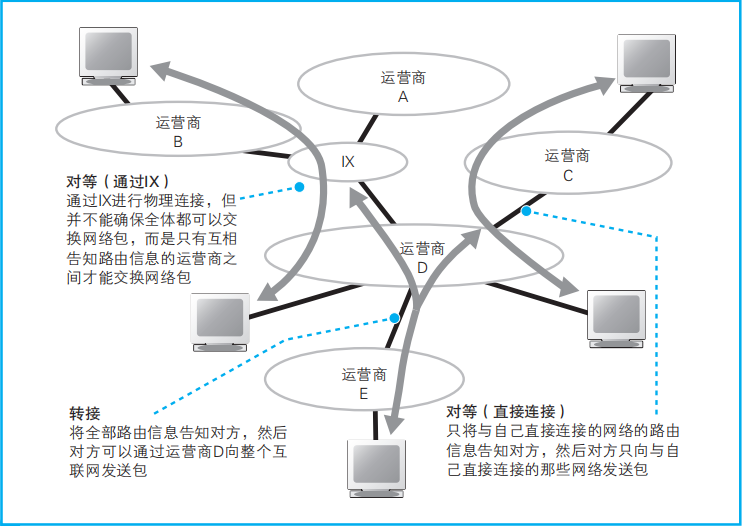 运营商
A
运营商
B
IX
运营商
C
对等（通过IX）
通过IX进行物理连接，但
并不能确保全体都可以交
换网络包，而是只有互相
告知路由信息的运营商之
间才能交换网络包
运营商
D
运营商
E
转接
将全部路由信息告知对方，然后
对方可以通过运营商D向整个互
联网发送包
对等（直接连接）
只将与自己直接连接的网络的路由
信息告知对方，然后对方只向与自
己直接连接的那些网络发送包